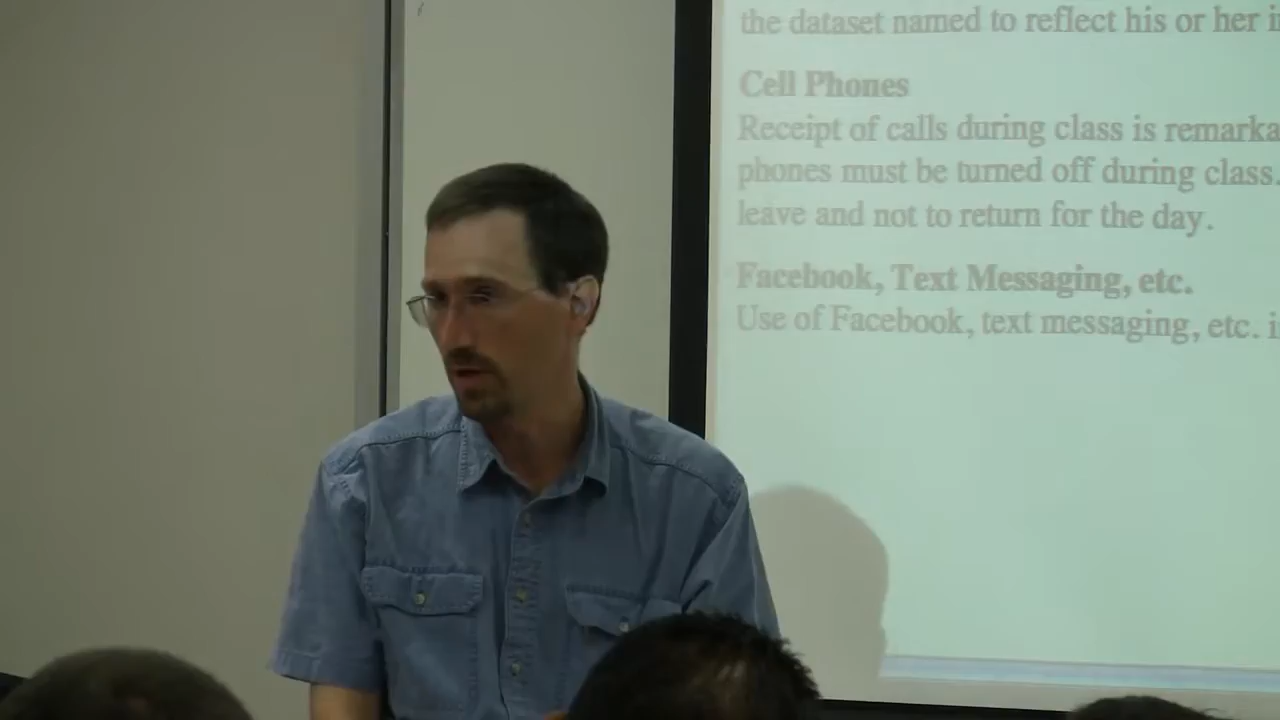 the dataset named to reflect his or her
Cell Phones
Receipt of calls during class is
phones must be turned off during class.
leave and not to return for the day.
Facebook, Text Messaging, etc.
Use of Facebook, text messaging, etc.